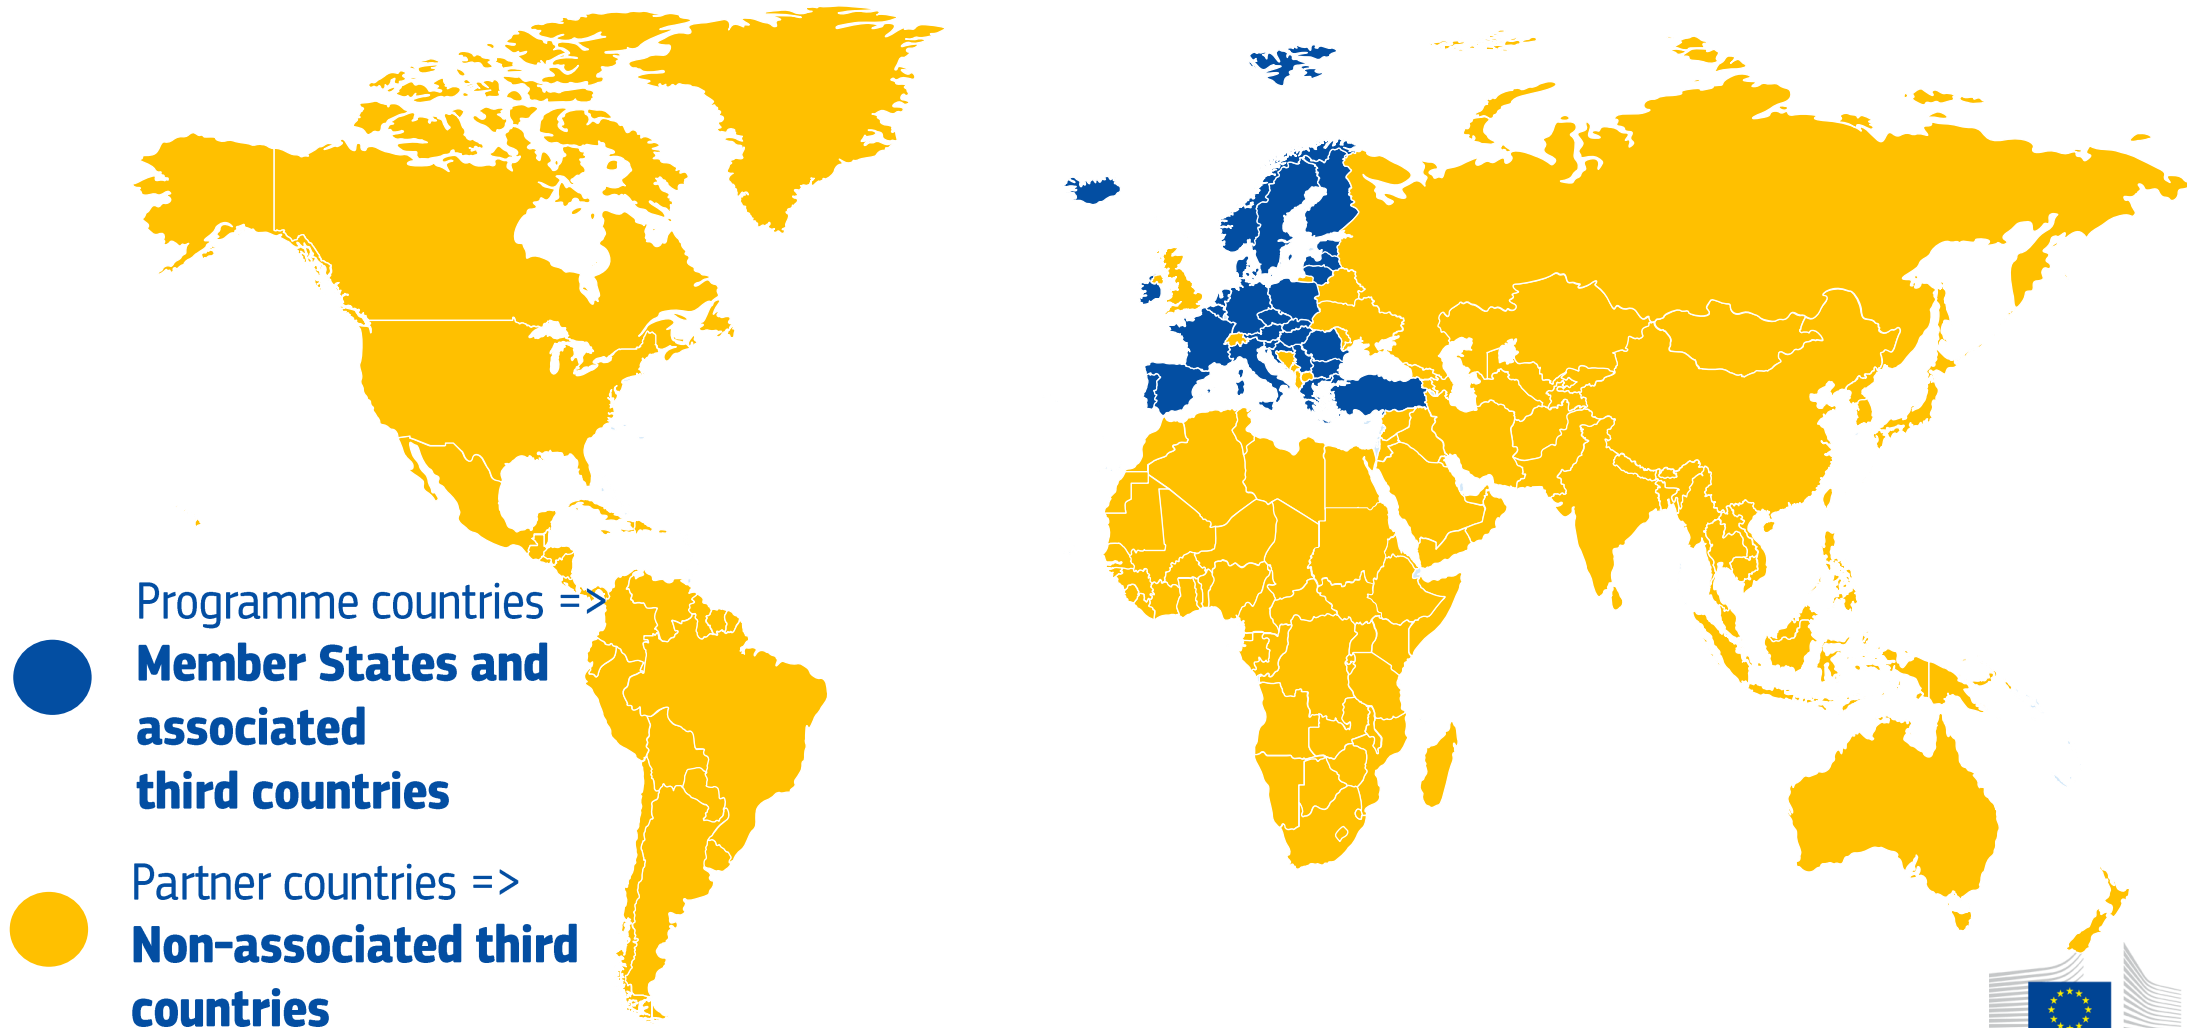 Programme countries =>
Member States and
associated
third countries
Partner countries =>
Non-associated third
countries